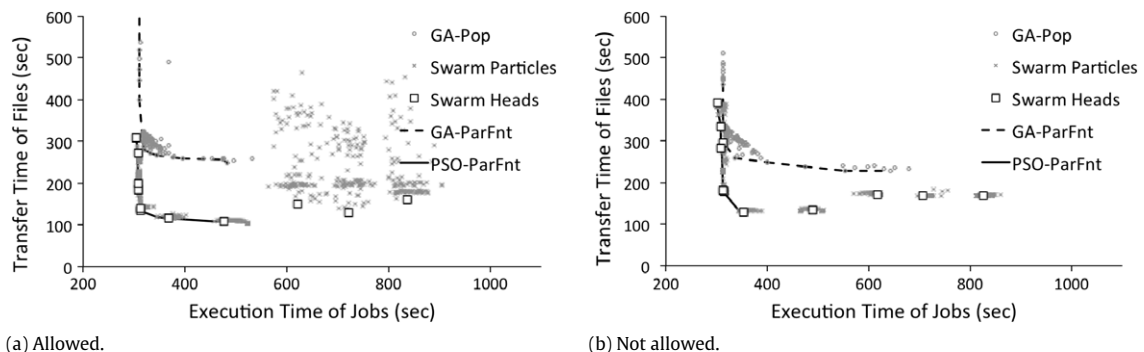 600
500
400
300
200
100
0
Transfer Time of Files (sec)
200 400 600 800 1000
Execution Time of Jobs (sec)
GA-Pop
Swarm Particles
Swarm Heads
GA-ParFnt
PSO-ParFnt
(a) Allowed.
600
500
400
300
200
100
0
Transfer Time of Files (sec)
200 400 600 800 1000
Execution Time of Jobs (sec)
GA-Pop
Swarm Particles
Swarm Heads
GA-ParFnt
PSO-ParFnt
(b) Not allowed.